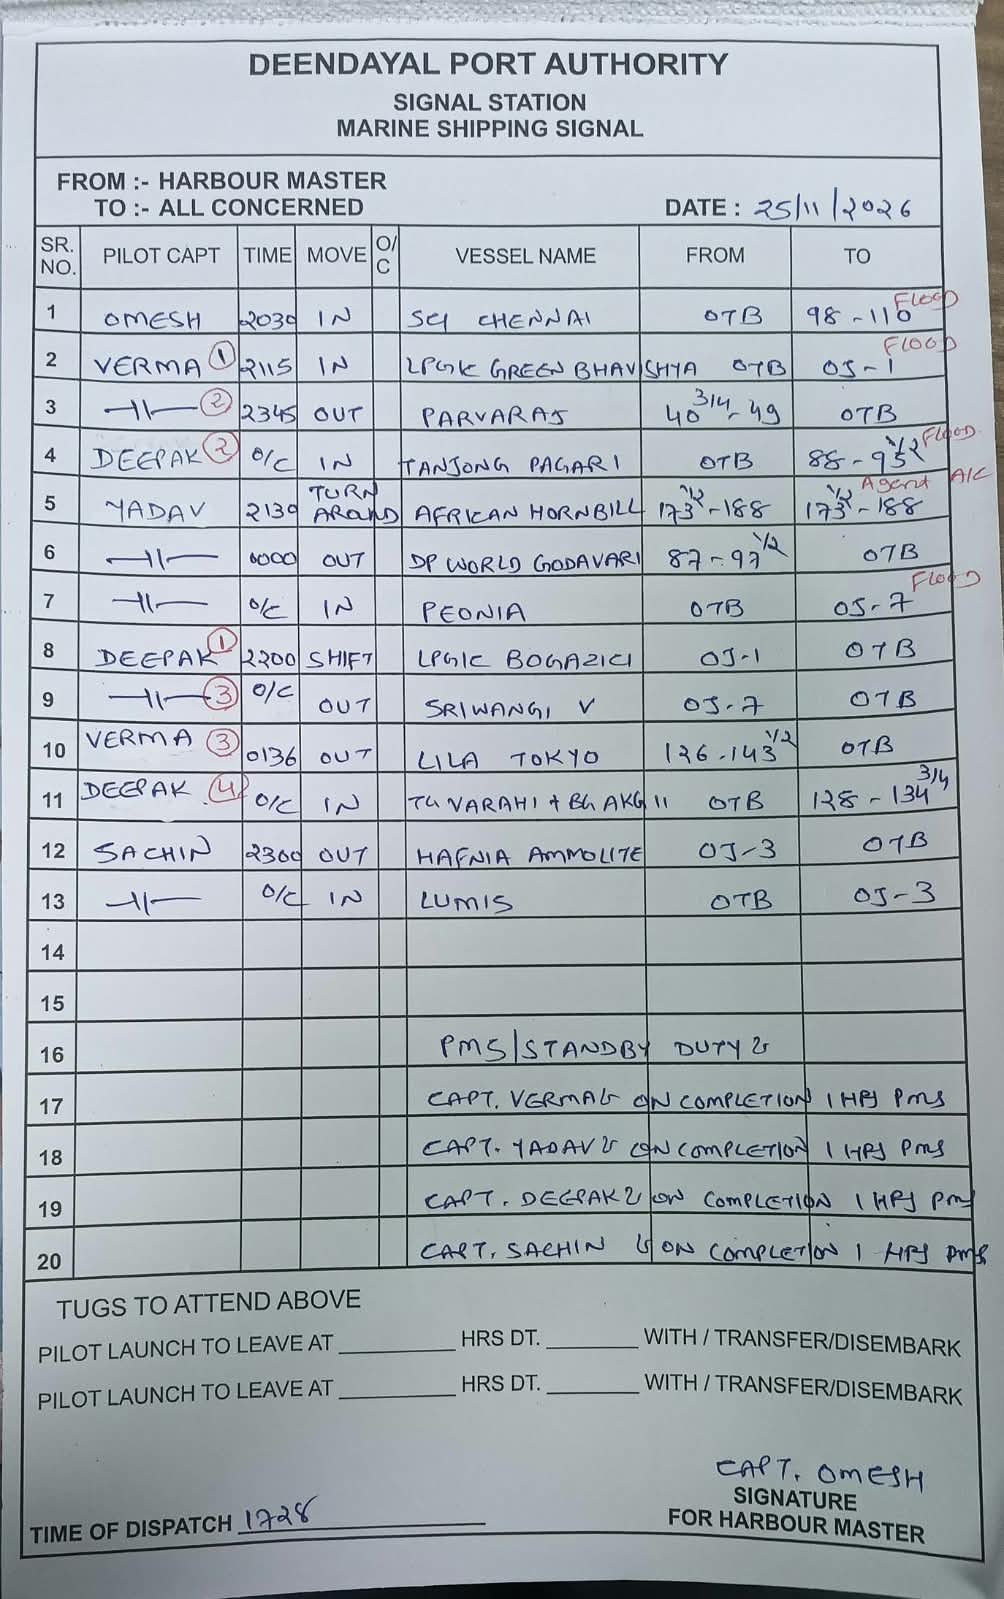 DEENDAYAL PORT AUTHORITY
SIGNAL STATION
MARINE SHIPPING SIGNAL
FROM :- HARBOUR MASTER
TO :- ALL CONCERNED DATE : 25/11/2026
SR. NO. PILOT CAPT TIME MOVE O/C VESSEL NAME FROM TO
1 OMESH 2030 IN SCI CHENNAI OTB 98-110 FLOOD
2 VERMA 1 2115 IN LPGIC GREEN BHAVISHYA OTB OJ-1 FLOOD
3 -||- 2 2345 OUT PARVARAJ 40 3/4-49 OTB
4 DEEPAK 2 O/C IN TANJONG PAGARI OTB 88-95 1/2 FLOOD
5 YADAV 2130 TURN AROUND AFRICAN HORNBILL 173 1/2-188 173 1/2-188 Agent A/C
6 -||- 0000 OUT DP WORLD GODAVARI 87-97 1/2 OTB
7 -||- O/C IN PEONIA OTB OJ-7 FLOOD
8 DEEPAK 1 2200 SHIFT LPGIC BOGAZICI OJ-1 OTB
9 -||- 3 O/C OUT SRIWANGI V OJ-7 OTB
10 VERMA 3 0136 OUT LILA TOKYO 126-143 1/2 OTB
11 DEEPAK 4 O/C IN TG VARAHI + BG AKG 11 OTB 128-134 3/4
12 SACHIN 2300 OUT HAFNIA AMMOLITE OJ-3 OTB
13 -||- O/C IN LUMIS OTB OJ-3
14
15
16 PMS/STANDBY DUTY :-
17 CAPT. VERMA :- ON COMPLETION 1 HRS PMS
18 CAPT. YADAV :- ON COMPLETION 1 HRS PMS
19 CAPT. DEEPAK :- ON COMPLETION 1 HRS PMS
20 CAPT. SACHIN :- ON COMPLETION 1 HRS PMS
TUGS TO ATTEND ABOVE
PILOT LAUNCH TO LEAVE AT ________ HRS DT. ________ WITH / TRANSFER/DISEMBARK
PILOT LAUNCH TO LEAVE AT ________ HRS DT. ________ WITH / TRANSFER/DISEMBARK
CAPT. OMESH
SIGNATURE
TIME OF DISPATCH 1728 FOR HARBOUR MASTER